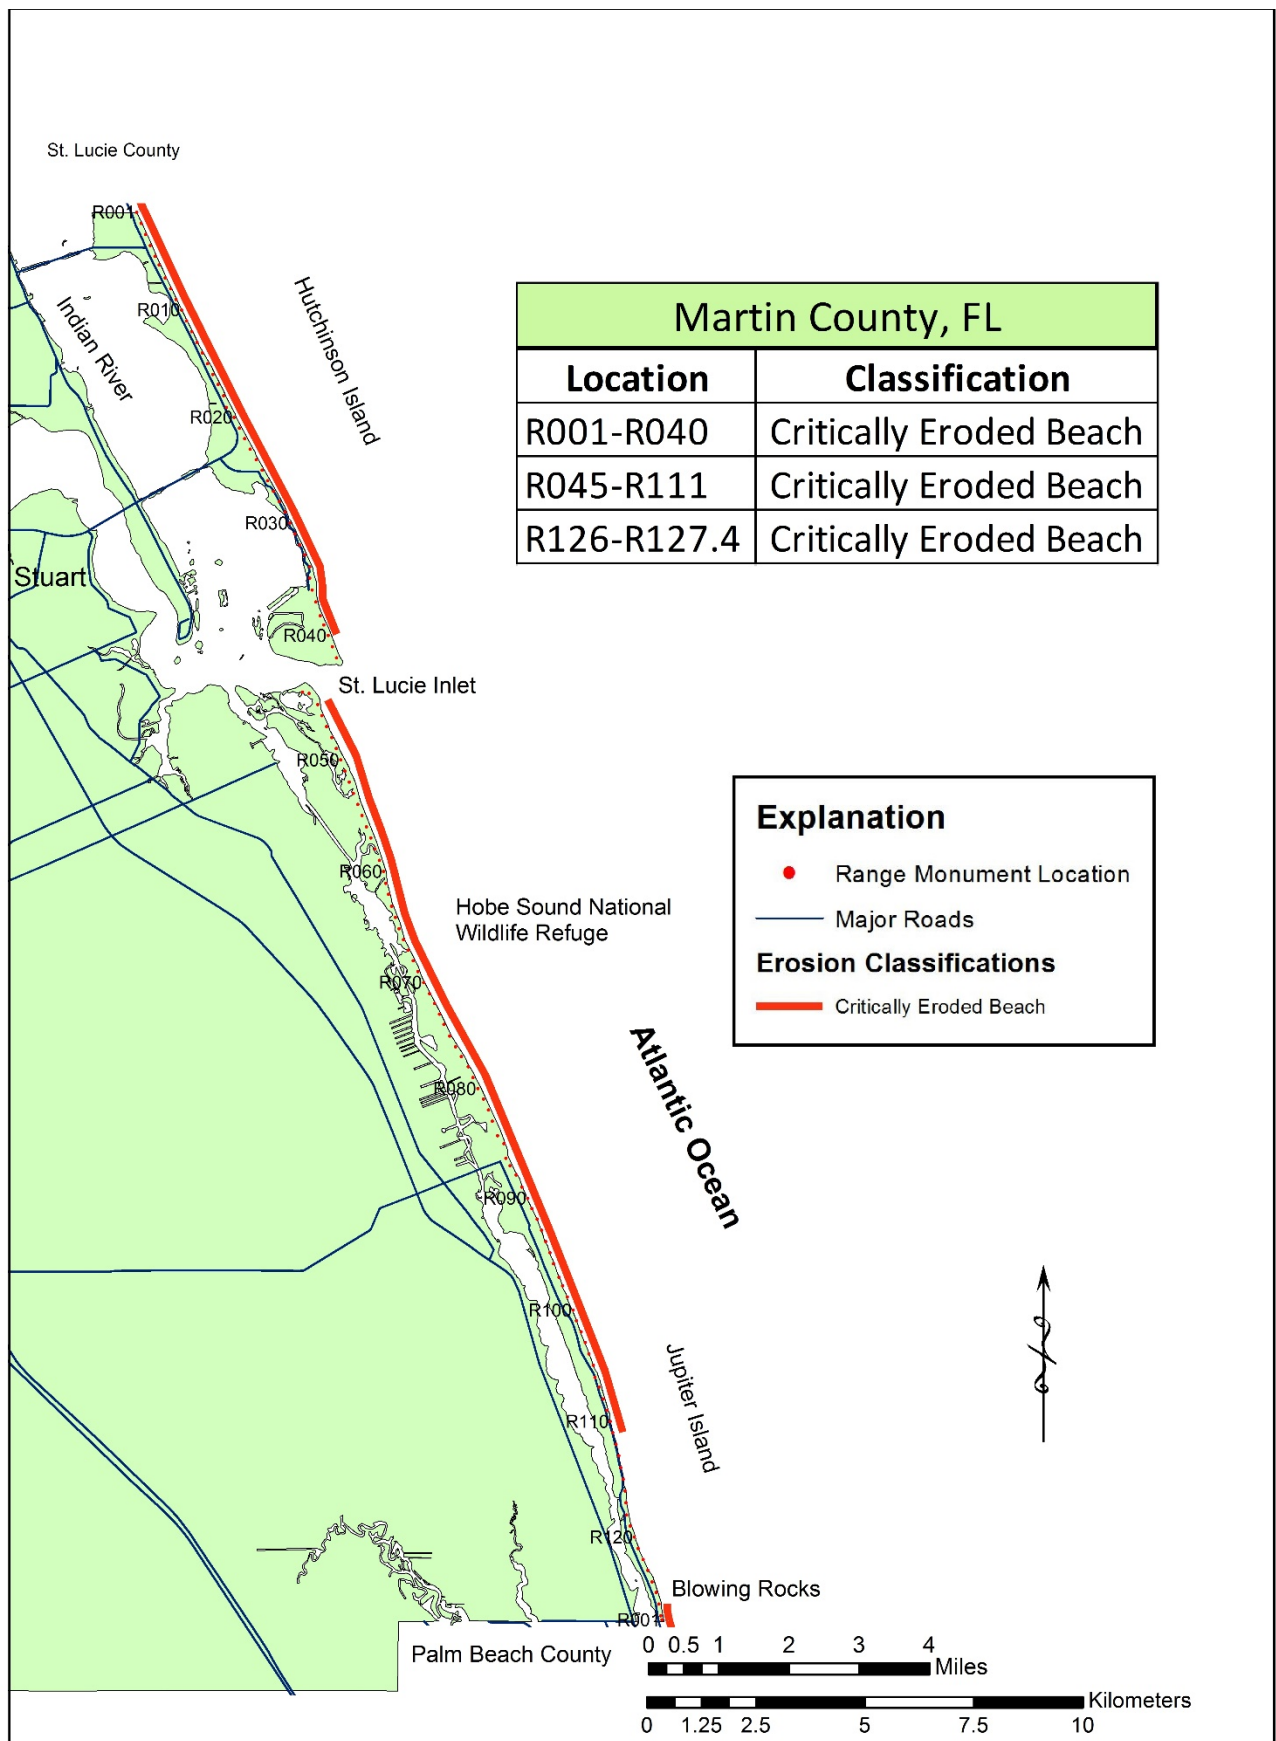 St. Lucie County
R001
R010
Indian River
Hutchinson Island
R020
R030
Stuart
R040
St. Lucie Inlet
R050
R060
Hobe Sound National
Wildlife Refuge
R070
R080
Atlantic Ocean
R090
R100
Jupiter Island
R110
R120
Blowing Rocks
R001
Palm Beach County
Martin County, FL
Location Classification
R001-R040 Critically Eroded Beach
R045-R111 Critically Eroded Beach
R126-R127.4 Critically Eroded Beach
Explanation
Range Monument Location
Major Roads
Erosion Classifications
Critically Eroded Beach
0 0.5 1 2 3 4
Miles
Kilometers
0 1.25 2.5 5 7.5 10